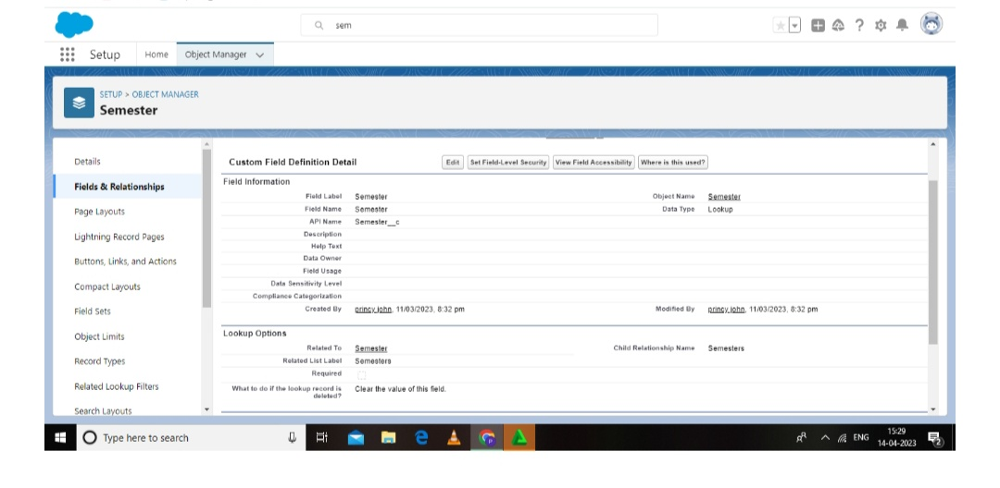 sem
Setup
Home
Object Manager
SETUP > OBJECT MANAGER
Semester
Details
Fields & Relationships
Page Layouts
Lightning Record Pages
Buttons, Links, and Actions
Compact Layouts
Field Sets
Object Limits
Record Types
Related Lookup Filters
Search Layouts
Custom Field Definition Detail
Edit
Set Field-Level Security
View Field Accessibility
Where is this used?
Field Information
Field Label Semester Object Name Semester
Field Name Semester Data Type Lookup
API Name Semester__c
Description
Help Text
Data Owner
Field Usage
Data Sensitivity Level
Compliance Categorization
Created By princy john, 11/03/2023, 8:32 pm Modified By princy john, 11/03/2023, 8:32 pm
Lookup Options
Related To Semester Child Relationship Name Semesters
Related List Label Semesters
Required
What to do if the lookup record is
deleted?
Clear the value of this field.
Type here to search
ENG
15:29
14-04-2023
2